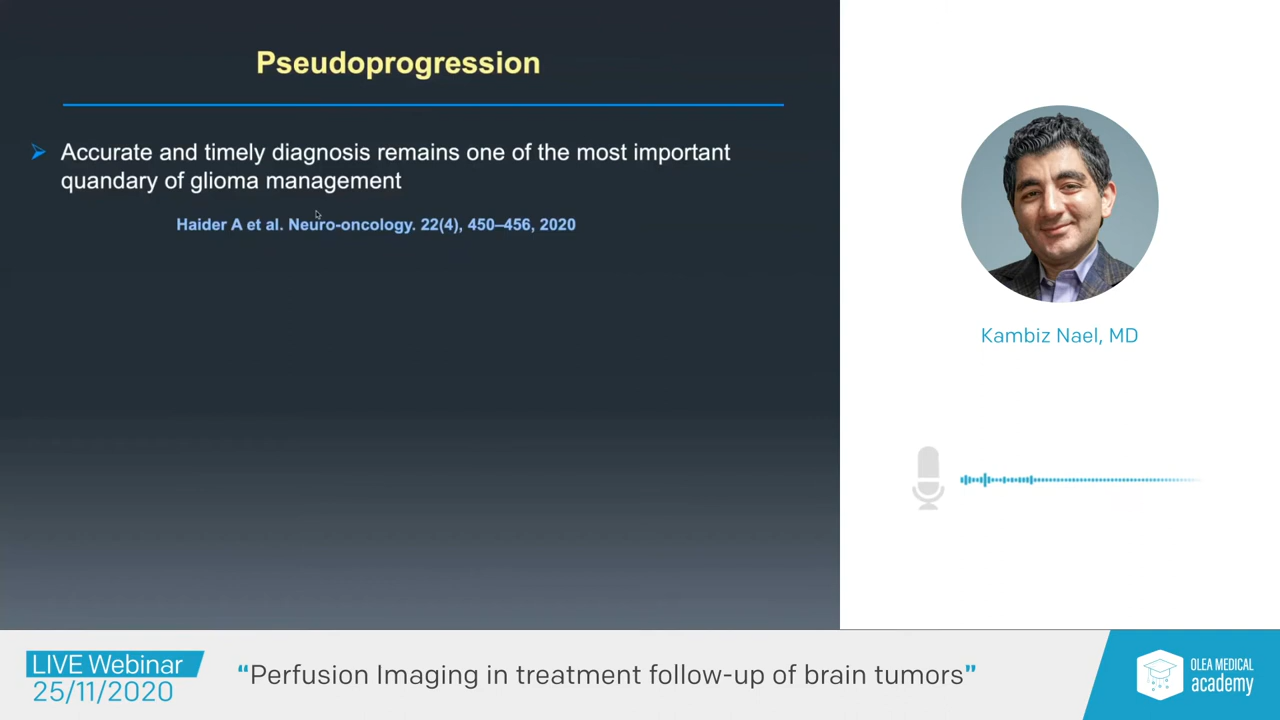 Pseudoprogression
Accurate and timely diagnosis remains one of the most important
quandary of glioma management
Haider A et al. Neuro-oncology. 22(4), 450–456, 2020
Kambiz Nael, MD
LIVE Webinar
25/11/2020
“Perfusion Imaging in treatment follow-up of brain tumors”
OLEA MEDICAL
academy